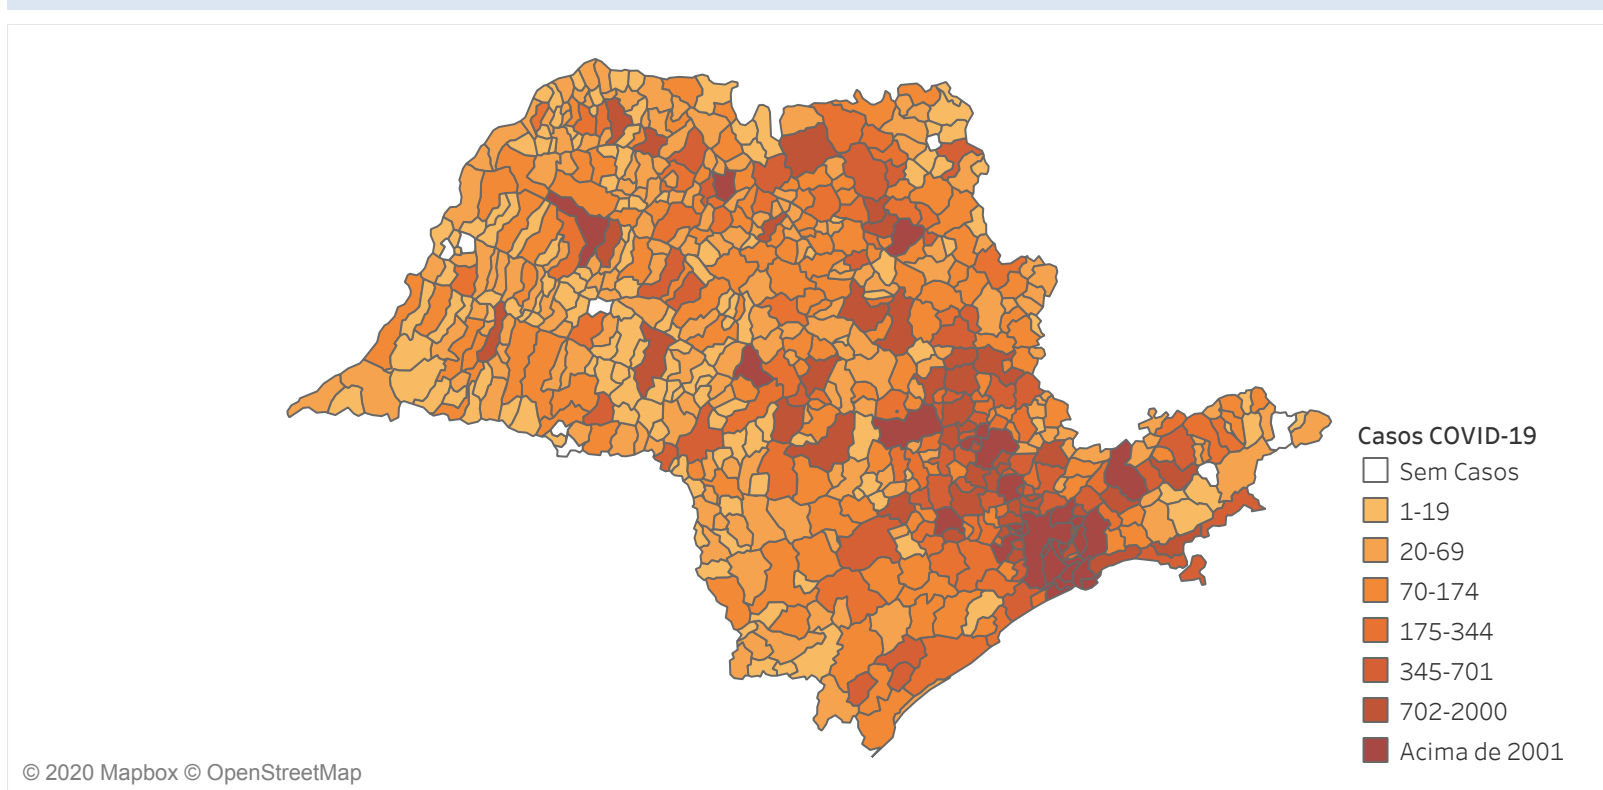 Casos COVID-19
Sem Casos
1-19
20-69
70-174
175-344
345-701
702-2000
Acima de 2001
© 2020 Mapbox © OpenStreetMap